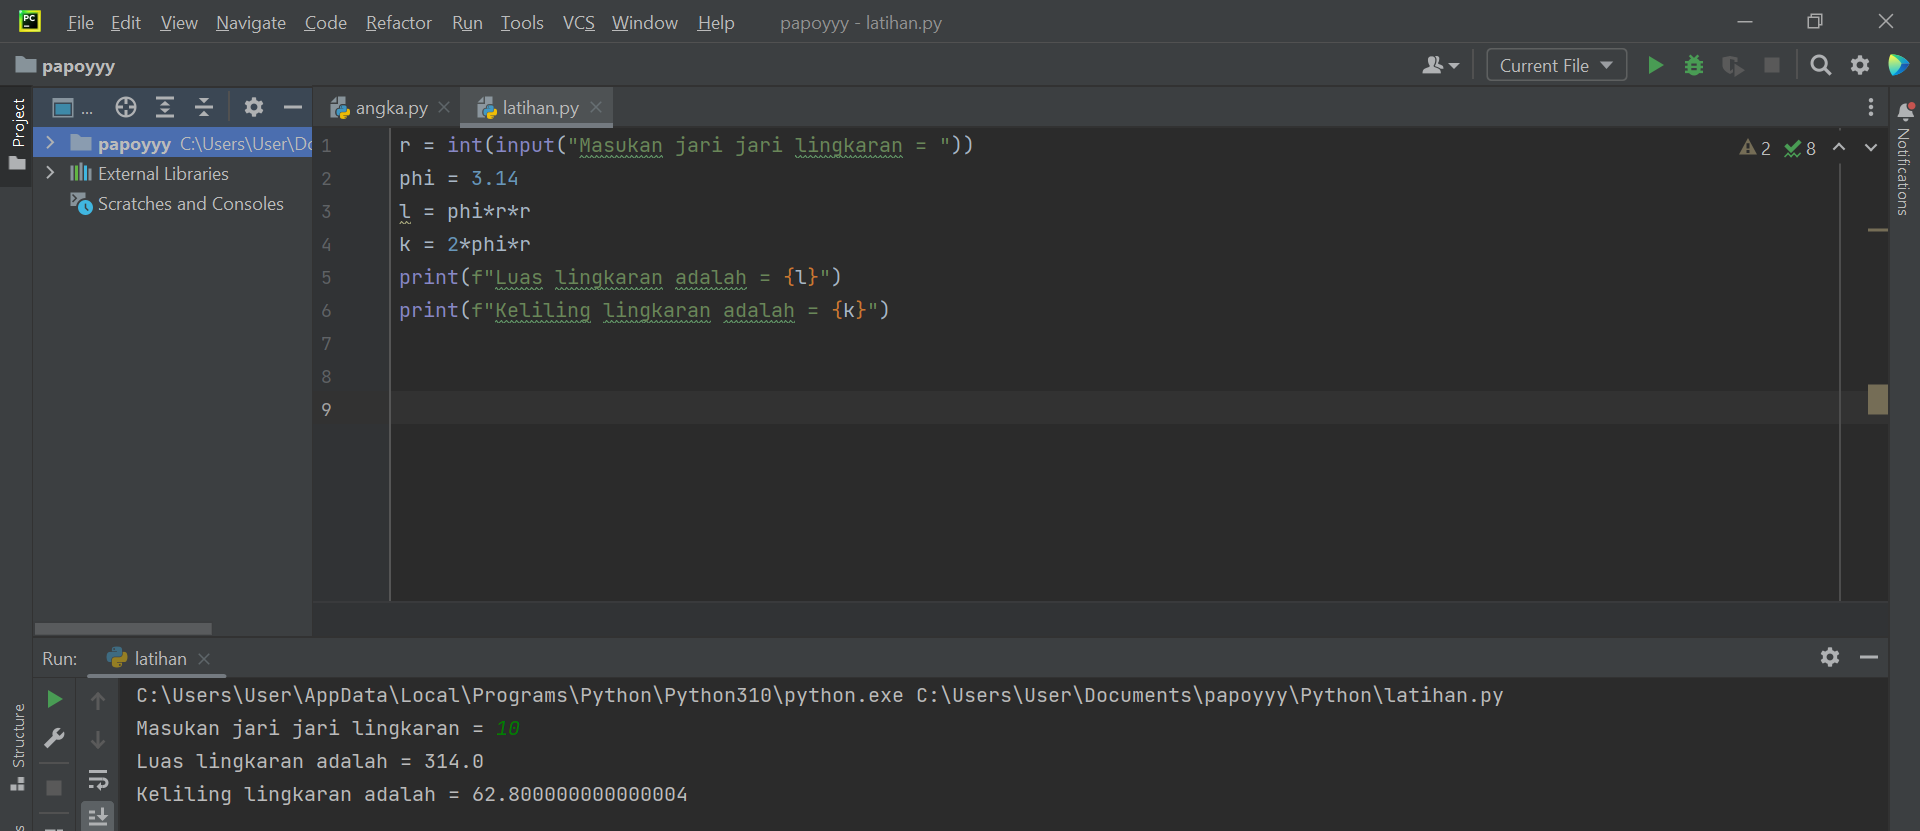 PC File Edit View Navigate Code Refactor Run Tools VCS Window Help papoyyy - latihan.py
papoyyy Current File
Project ... angka.py latihan.py
papoyyy C:\Users\User\Do
External Libraries
Scratches and Consoles
1 r = int(input("Masukan jari jari lingkaran = "))
2 phi = 3.14
3 l = phi*r*r
4 k = 2*phi*r
5 print(f"Luas lingkaran adalah = {l}")
6 print(f"Keliling lingkaran adalah = {k}")
7
8
9
2 8
Notifications
Run: latihan
C:\Users\User\AppData\Local\Programs\Python\Python310\python.exe C:\Users\User\Documents\papoyyy\Python\latihan.py
Masukan jari jari lingkaran = 10
Luas lingkaran adalah = 314.0
Keliling lingkaran adalah = 62.800000000000004
Structure